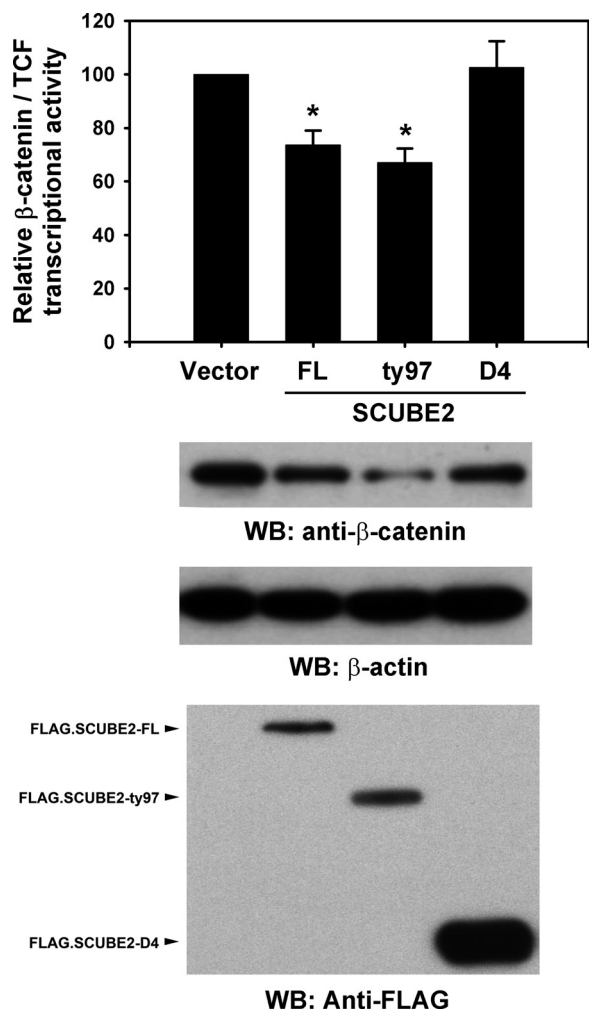 Relative β-catenin / TCF
transcriptional activity
120
100
80
60
40
20
0
*
*
Vector FL ty97 D4
SCUBE2
WB: anti-β-catenin
WB: β-actin
FLAG.SCUBE2-FL
FLAG.SCUBE2-ty97
FLAG.SCUBE2-D4
WB: Anti-FLAG